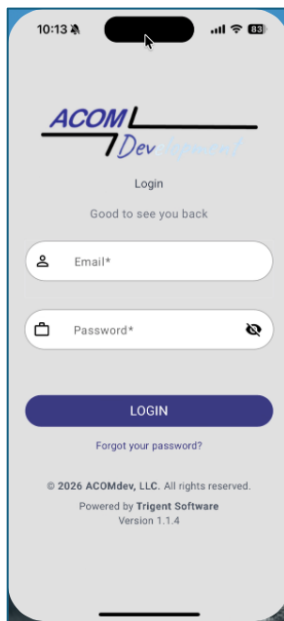 10:13
83
ACOM
Development
Login
Good to see you back
Email*
Password*
LOGIN
Forgot your password?
© 2026 ACOMdev, LLC. All rights reserved.
Powered by Trigent Software
Version 1.1.4